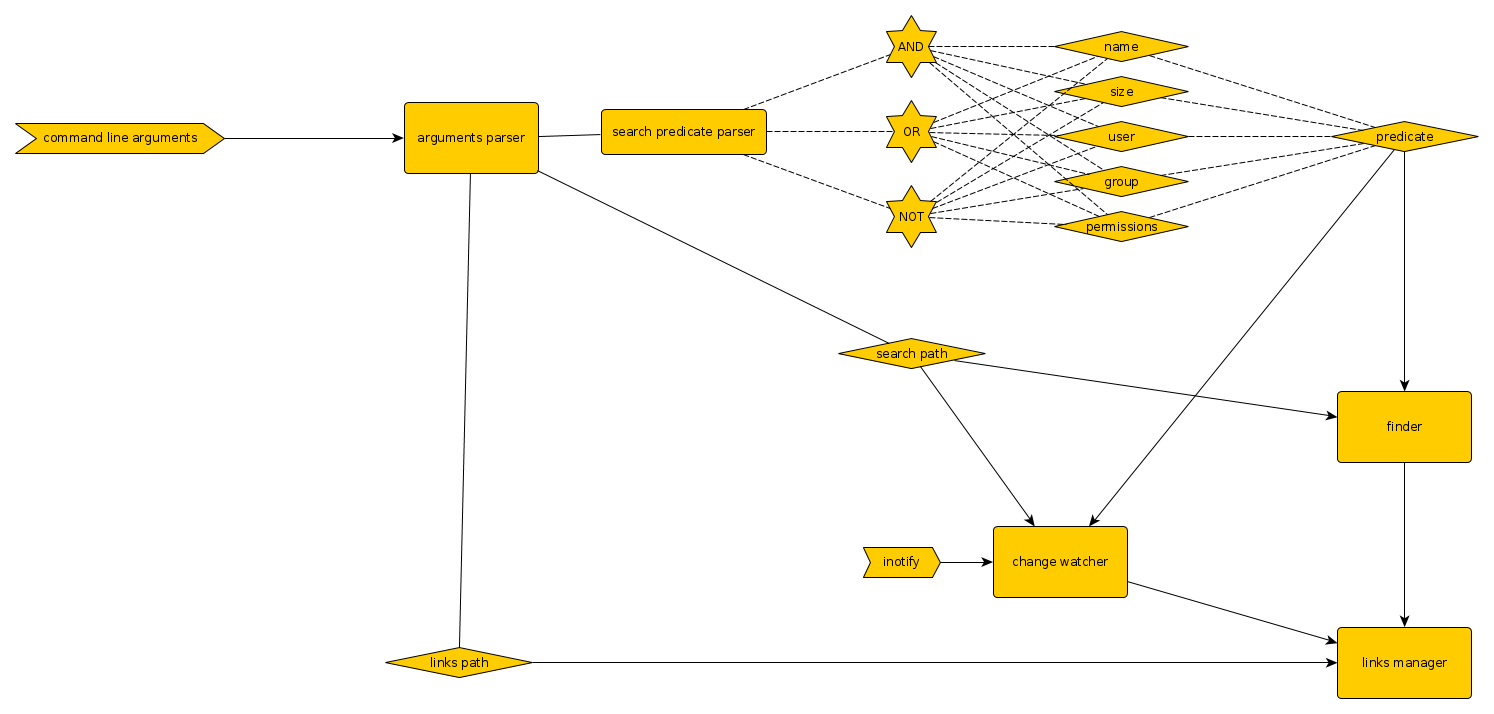 AND
name
size
command line arguments
arguments parser
search predicate parser
OR
user
predicate
group
NOT
permissions
search path
finder
inotify
change watcher
links path
links manager